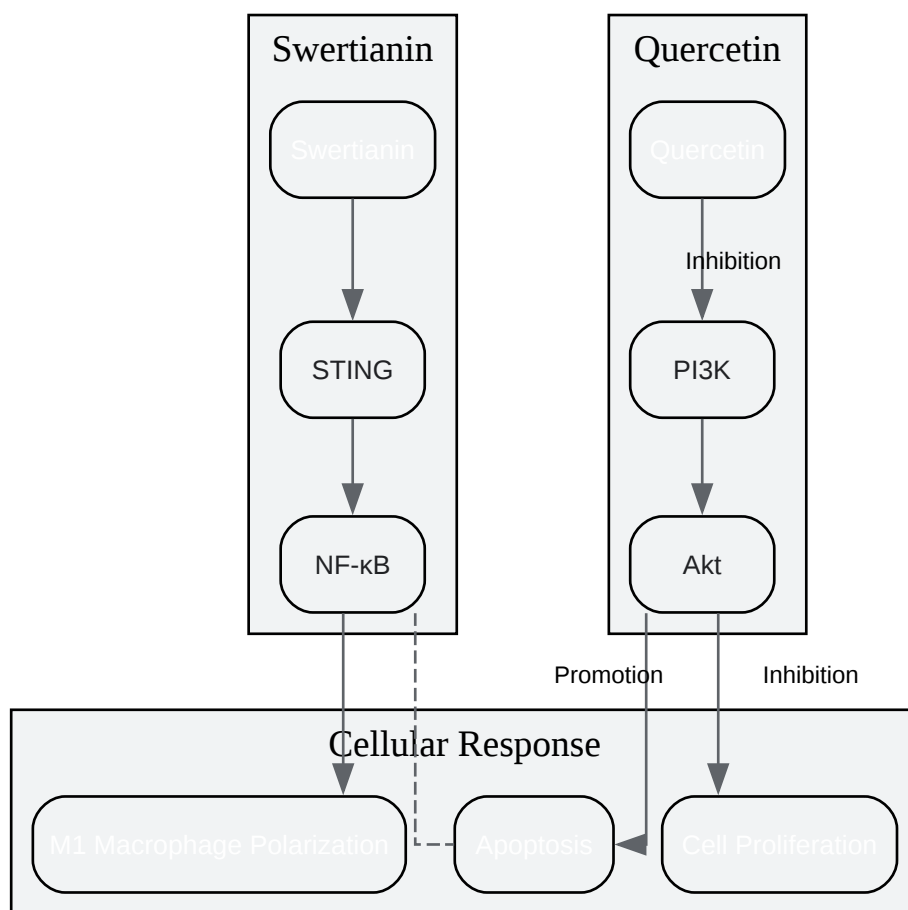 Swertianin
Quercetin
Swertianin
Quercetin
Inhibition
STING
PI3K
NF-κB
Akt
Promotion
Inhibition
Cellular Response
M1 Macrophage Polarization
Apoptosis
Cell Proliferation